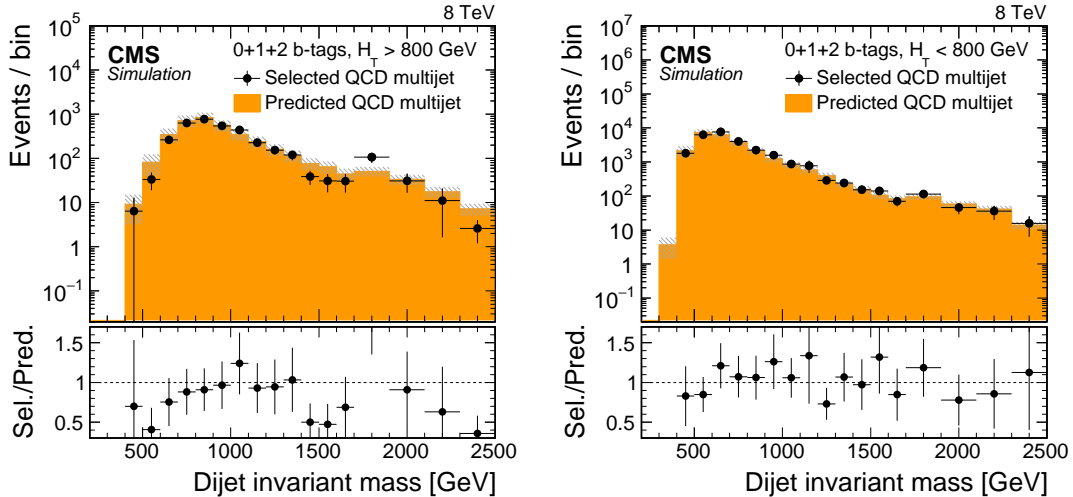 8 TeV
CMS
Simulation
0+1+2 b-tags, H_T > 800 GeV
Selected QCD multijet
Predicted QCD multijet
Events / bin
10^5
10^4
10^3
10^2
10
1
10^-1
Sel./Pred.
1.5
1
0.5
500 1000 1500 2000 2500
Dijet invariant mass [GeV]
8 TeV
CMS
Simulation
0+1+2 b-tags, H_T < 800 GeV
Selected QCD multijet
Predicted QCD multijet
Events / bin
10^7
10^6
10^5
10^4
10^3
10^2
10
1
10^-1
Sel./Pred.
1.5
1
0.5
500 1000 1500 2000 2500
Dijet invariant mass [GeV]